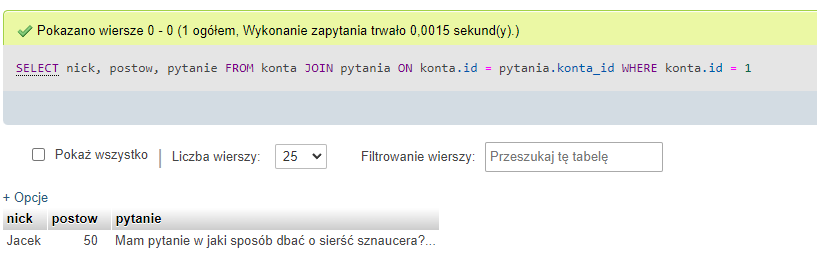 Pokazano wiersze 0 - 0 (1 ogółem, Wykonanie zapytania trwało 0,0015 sekund(y).)
SELECT nick, postow, pytanie FROM konta JOIN pytania ON konta.id = pytania.konta_id WHERE konta.id = 1
Pokaż wszystko | Liczba wierszy: 25 Filtrowanie wierszy: Przeszukaj tę tabelę
+ Opcje
nick postow pytanie
Jacek 50 Mam pytanie w jaki sposób dbać o sierść sznaucera?...